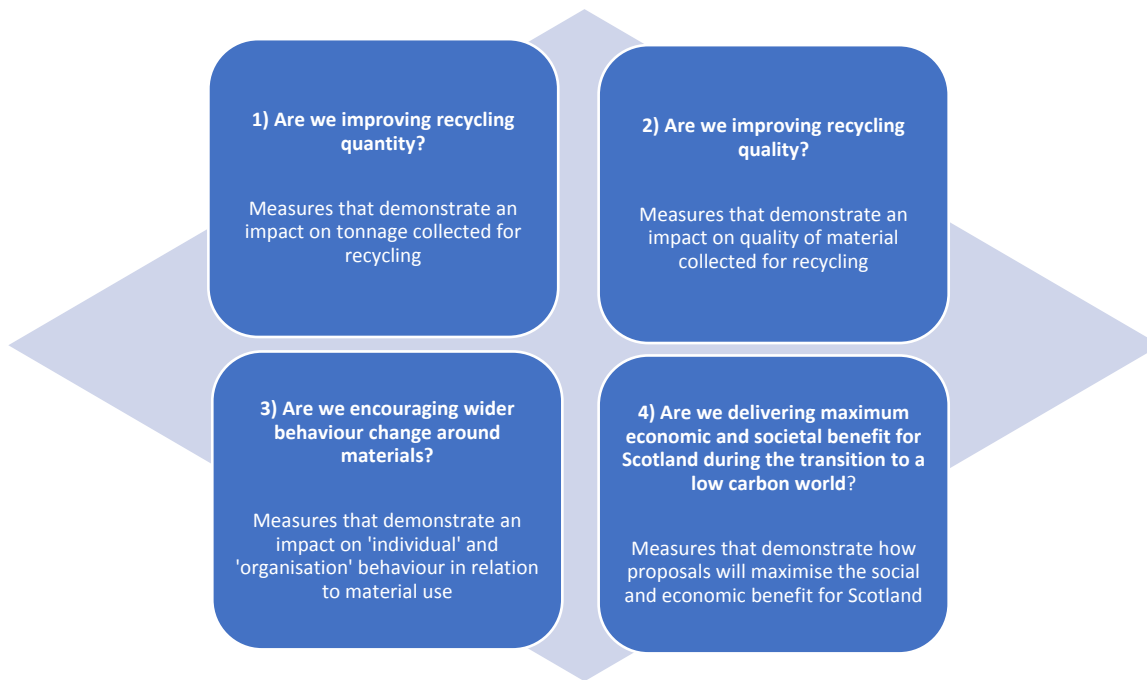 1) Are we improving recycling
quantity?
Measures that demonstrate an
impact on tonnage collected for
recycling
2) Are we improving recycling
quality?
Measures that demonstrate an
impact on quality of material
collected for recycling
3) Are we encouraging wider
behaviour change around
materials?
Measures that demonstrate an
impact on 'individual' and
'organisation' behaviour in relation
to material use
4) Are we delivering maximum
economic and societal benefit for
Scotland during the transition to a
low carbon world?
Measures that demonstrate how
proposals will maximise the social
and economic benefit for Scotland